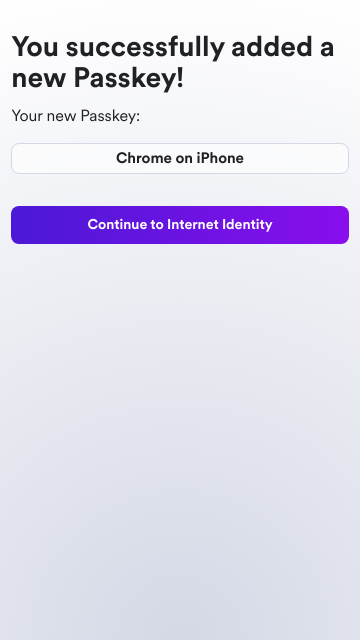 You successfully added a
new Passkey!
Your new Passkey:
Chrome on iPhone
Continue to Internet Identity